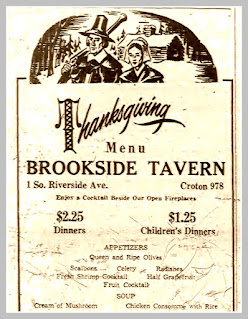 Thanksgiving
Menu
BROOKSIDE TAVERN
1 So. Riverside Ave. Croton 978
Enjoy a Cocktail Beside Our Open Fireplaces
$2.25 $1.25
Dinners Children's Dinners
APPETIZERS
Queen and Ripe Olives
Scallions Celery Radishes
Fresh Shrimp Cocktail Half Grapefruit
Fruit Cocktail
SOUP
Cream of Mushroom Chicken Consomme with Rice